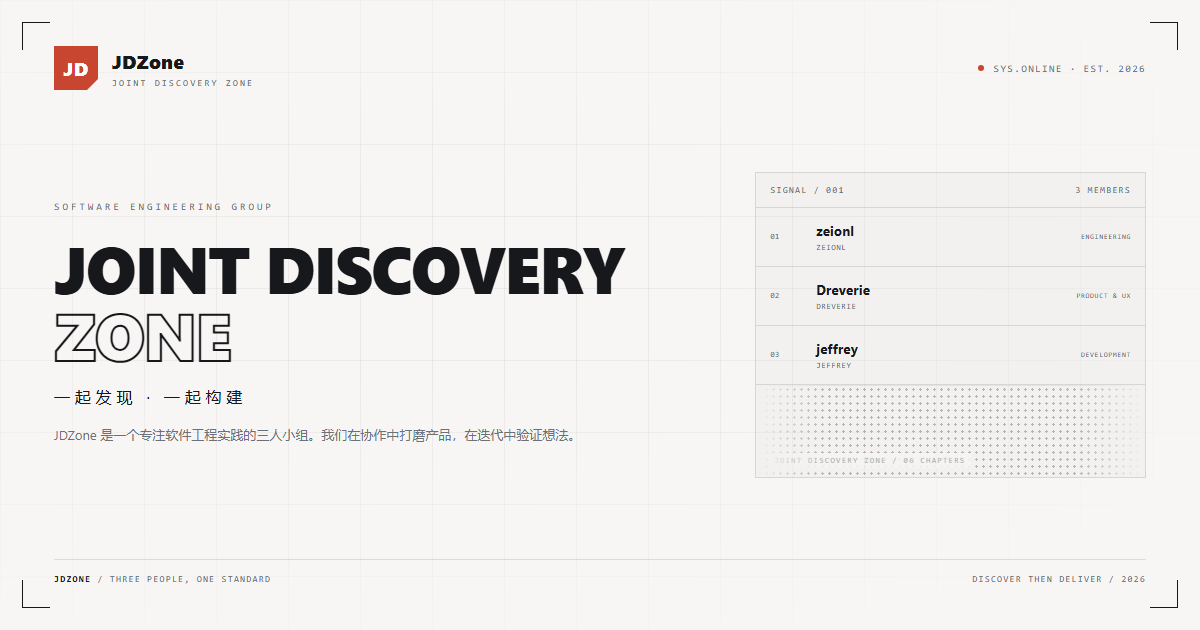 JD
JDZone
JOINT DISCOVERY ZONE
SYS.ONLINE · EST. 2026
SOFTWARE ENGINEERING GROUP
JOINT DISCOVERY
ZONE
一起发现 · 一起构建
JDZone 是一个专注软件工程实践的三人小组。我们在协作中打磨产品，在迭代中验证想法。
SIGNAL / 001 3 MEMBERS
01 zeionl ENGINEERING
ZEIONL
02 Dreverie PRODUCT & UX
DREVERIE
03 jeffrey DEVELOPMENT
JEFFREY
JOINT DISCOVERY ZONE / 06 CHAPTERS
JDZONE / THREE PEOPLE, ONE STANDARD
DISCOVER THEN DELIVER / 2026